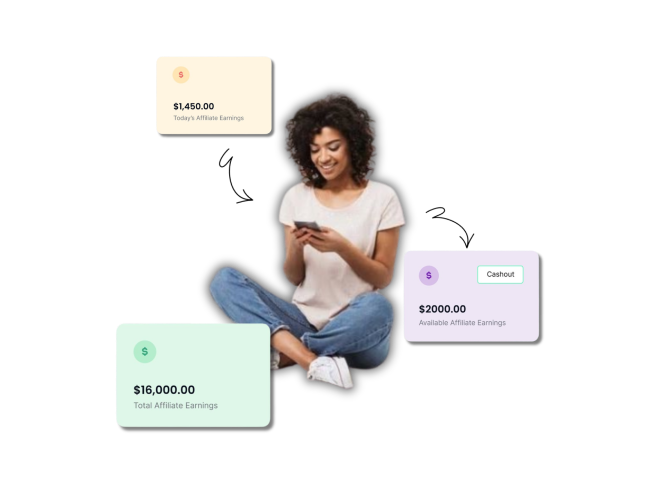 $
$1,450.00
Today's Affiliate Earnings
$
Cashout
$2000.00
Available Affiliate Earnings
$
$16,000.00
Total Affiliate Earnings